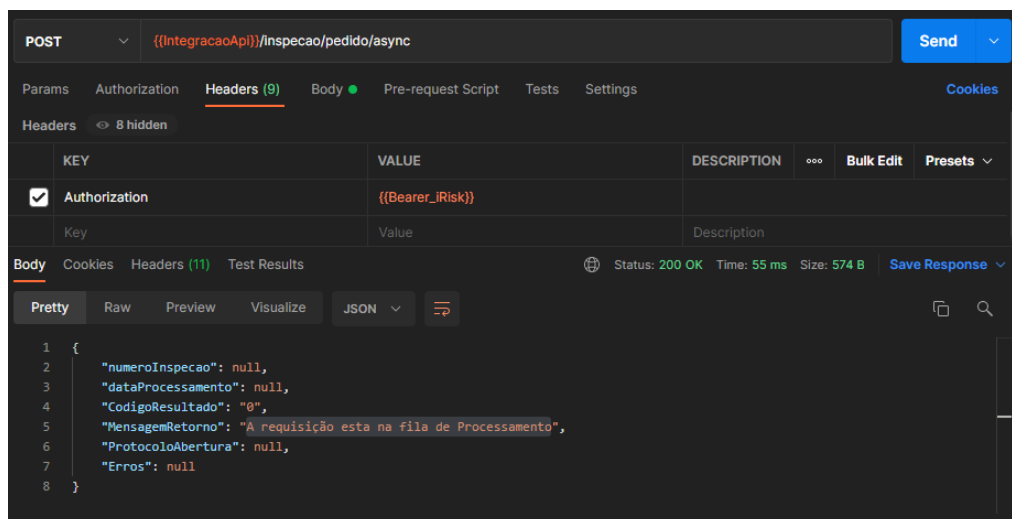 POST {{IntegracaoApi}}/inspecao/pedido/async Send
Params Authorization Headers (9) Body Pre-request Script Tests Settings Cookies
Headers 8 hidden
KEY VALUE DESCRIPTION ooo Bulk Edit Presets
Authorization {{Bearer_iRisk}}
Key Value Description
Body Cookies Headers (11) Test Results Status: 200 OK Time: 55 ms Size: 574 B Save Response
Pretty Raw Preview Visualize JSON
1 {
2 "numeroInspecao": null,
3 "dataProcessamento": null,
4 "CodigoResultado": "0",
5 "MensagemRetorno": "A requisição esta na fila de Processamento",
6 "ProtocoloAbertura": null,
7 "Erros": null
8 }